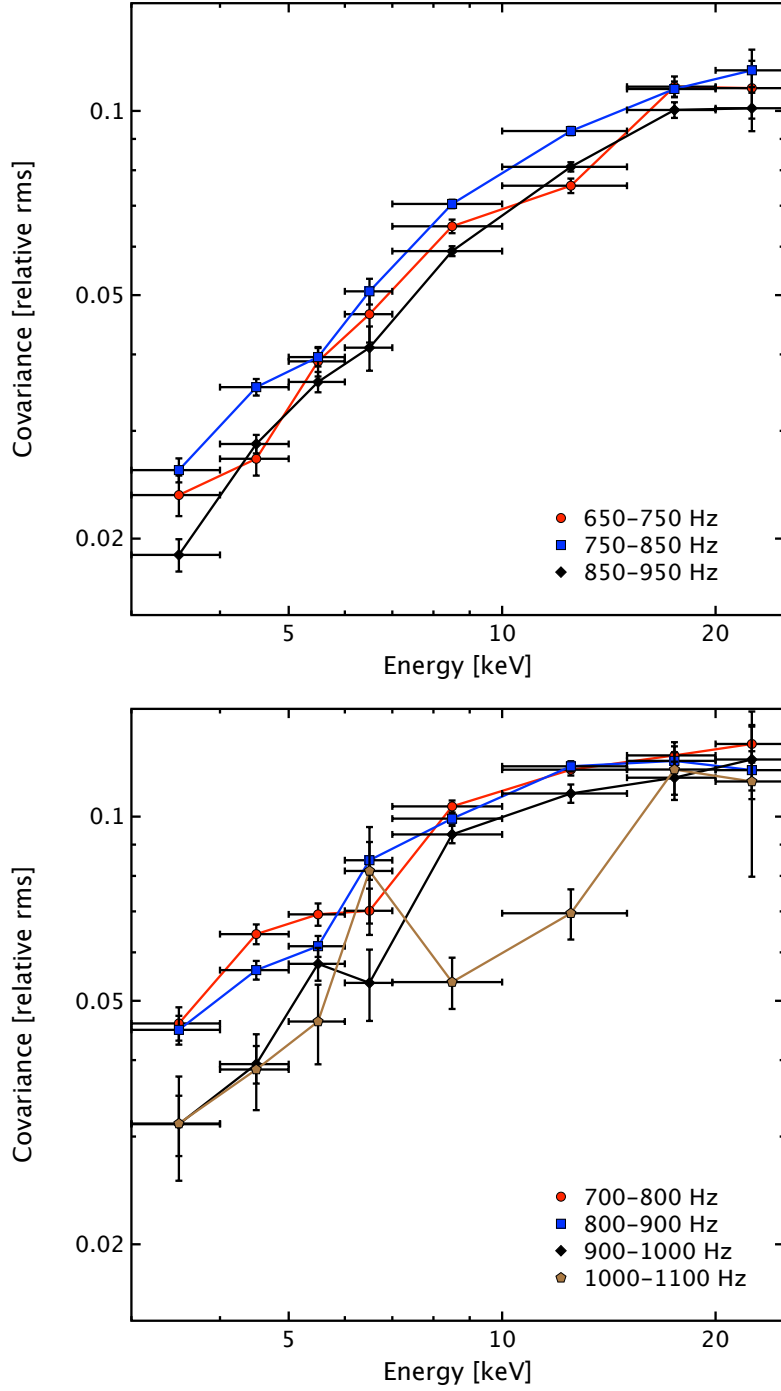 0.1
0.05
0.02
Covariance [relative rms]
650–750 Hz
750–850 Hz
850–950 Hz
5 10 20
Energy [keV]
0.1
0.05
0.02
Covariance [relative rms]
700–800 Hz
800–900 Hz
900–1000 Hz
1000–1100 Hz
5 10 20
Energy [keV]